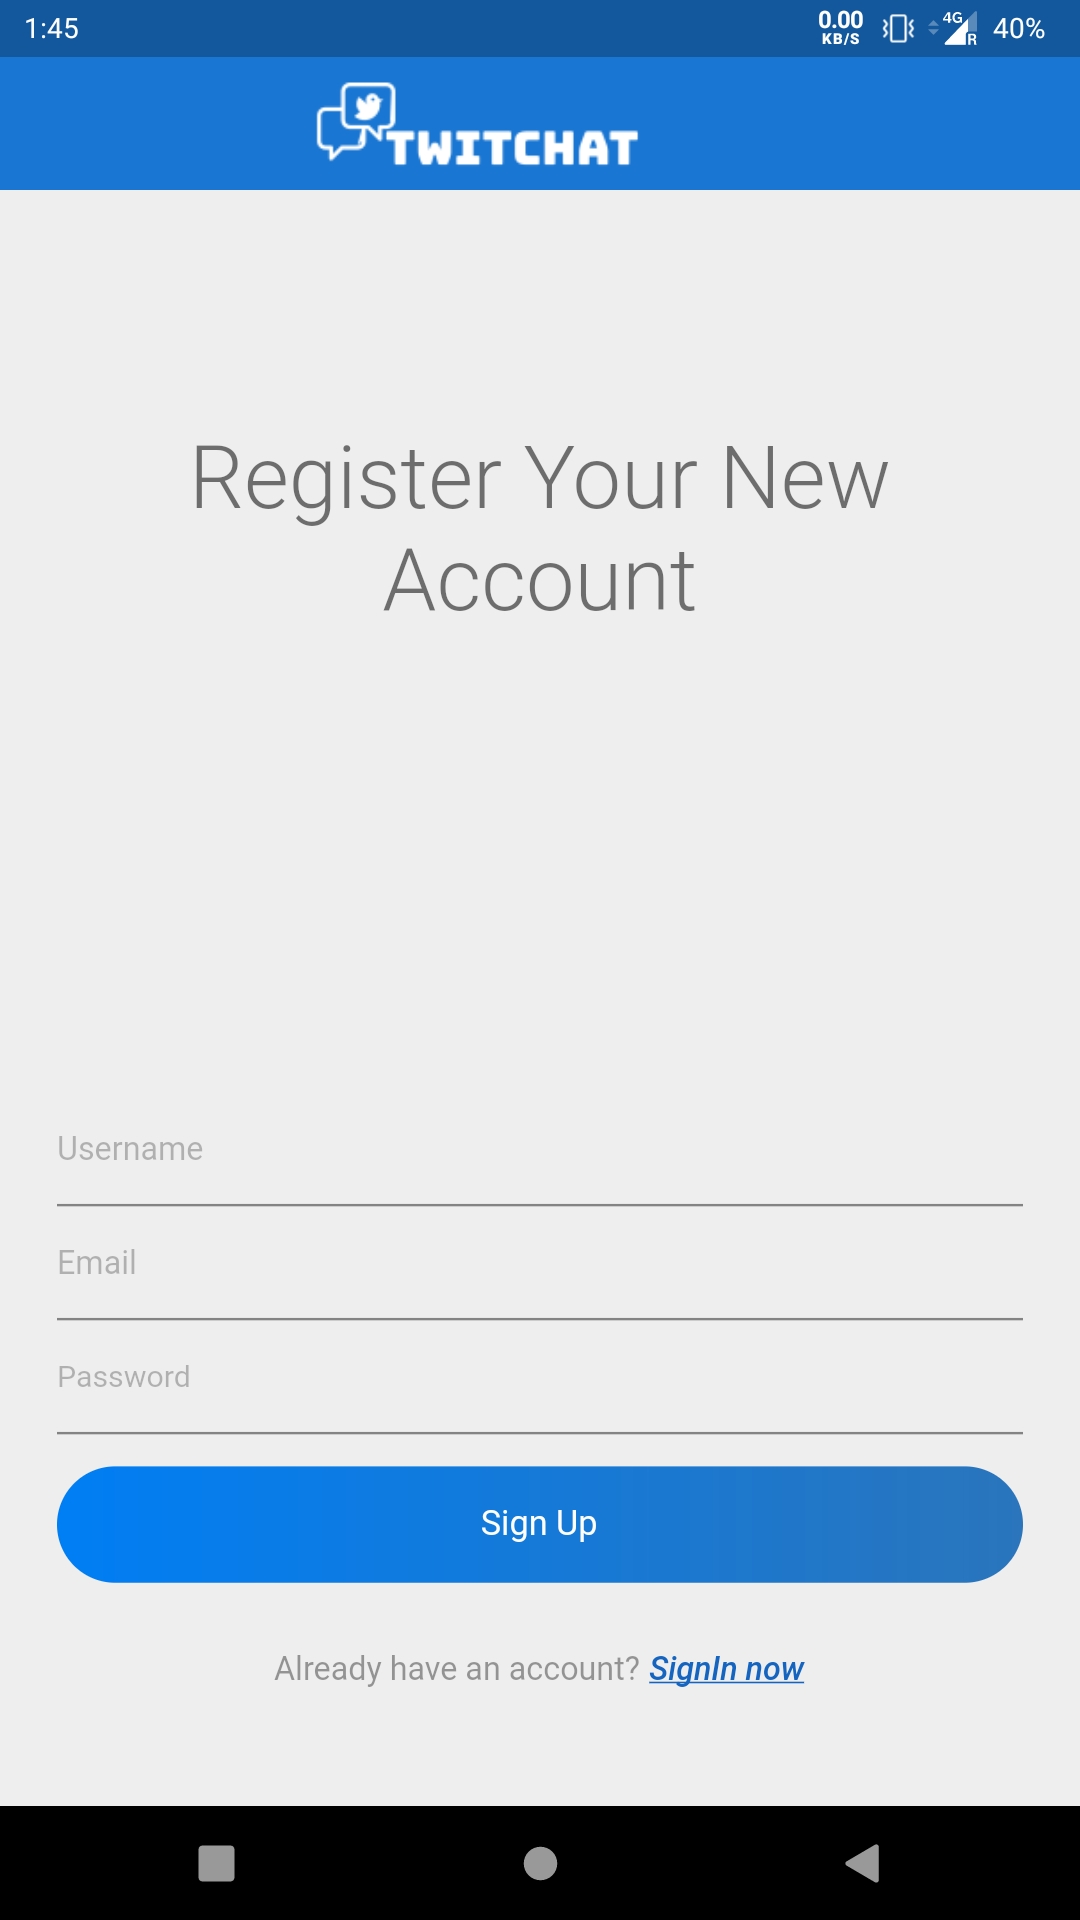 1:45
0.00
KB/S
4G
R
40%
TWITCHAT
Register Your New
Account
Username
Email
Password
Sign Up
Already have an account? SignIn now